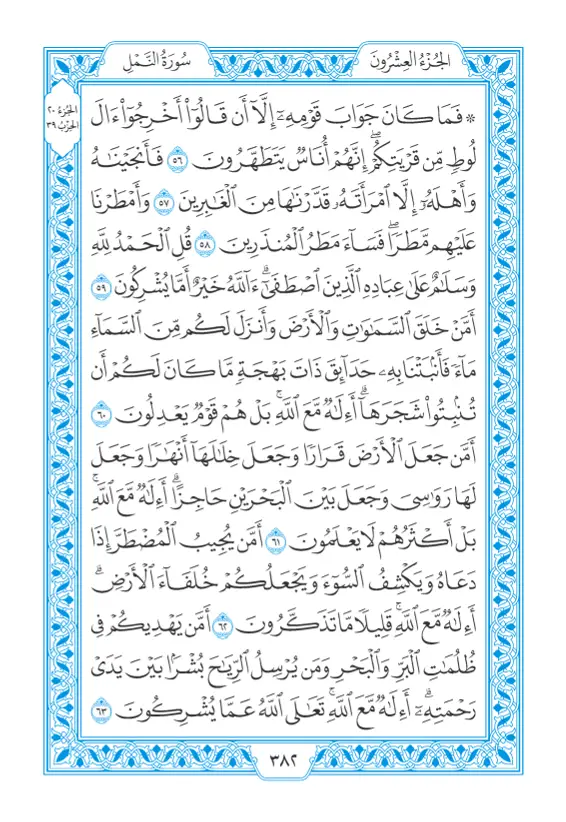 الجُزْءُ العِشْرُونَ
سُورَةُ النَّمْلِ
الجُزْءُ ٢٠
الحِزْبُ ٣٩
* فَمَا كَانَ جَوَابَ قَوْمِهِۦٓ إِلَّآ أَن قَالُوٓا۟ أَخْرِجُوٓا۟ ءَالَ
لُوطٍ مِّن قَرْيَتِكُمْ ۖ إِنَّهُمْ أُنَاسٌ يَتَطَهَّرُونَ ٥٦ فَأَنجَيْنَٰهُ
وَأَهْلَهُۥٓ إِلَّا ٱمْرَأَتَهُۥ قَدَّرْنَٰهَا مِنَ ٱلْغَٰبِرِينَ ٥٧ وَأَمْطَرْنَا
عَلَيْهِم مَّطَرًا ۖ فَسَآءَ مَطَرُ ٱلْمُنذَرِينَ ٥٨ قُلِ ٱلْحَمْدُ لِلَّهِ
وَسَلَٰمٌ عَلَىٰ عِبَادِهِ ٱلَّذِينَ ٱصْطَفَىٰٓ ۗ ءَآللَّهُ خَيْرٌ أَمَّا يُشْرِكُونَ ٥٩
أَمَّنْ خَلَقَ ٱلسَّمَٰوَٰتِ وَٱلْأَرْضَ وَأَنزَلَ لَكُم مِّنَ ٱلسَّمَآءِ
مَآءً فَأَنۢبَتْنَا بِهِۦ حَدَآئِقَ ذَاتَ بَهْجَةٍ مَّا كَانَ لَكُمْ أَن
تُنۢبِتُوا۟ شَجَرَهَآ ۗ أَءِلَٰهٌ مَّعَ ٱللَّهِ ۚ بَلْ هُمْ قَوْمٌ يَعْدِلُونَ ٦٠
أَمَّن جَعَلَ ٱلْأَرْضَ قَرَارًا وَجَعَلَ خِلَٰلَهَآ أَنْهَٰرًا وَجَعَلَ
لَهَا رَوَٰسِىَ وَجَعَلَ بَيْنَ ٱلْبَحْرَيْنِ حَاجِزًا ۗ أَءِلَٰهٌ مَّعَ ٱللَّهِ ۚ
بَلْ أَكْثَرُهُمْ لَا يَعْلَمُونَ ٦١ أَمَّن يُجِيبُ ٱلْمُضْطَرَّ إِذَا
دَعَاهُ وَيَكْشِفُ ٱلسُّوٓءَ وَيَجْعَلُكُمْ خُلَفَآءَ ٱلْأَرْضِ ۗ
أَءِلَٰهٌ مَّعَ ٱللَّهِ ۚ قَلِيلًا مَّا تَذَكَّرُونَ ٦٢ أَمَّن يَهْدِيكُمْ فِى
ظُلُمَٰتِ ٱلْبَرِّ وَٱلْبَحْرِ وَمَن يُرْسِلُ ٱلرِّيَٰحَ بُشْرًۢا بَيْنَ يَدَىْ
رَحْمَتِهِۦٓ ۗ أَءِلَٰهٌ مَّعَ ٱللَّهِ ۚ تَعَٰلَى ٱللَّهُ عَمَّا يُشْرِكُونَ ٦٣
٣٨٢